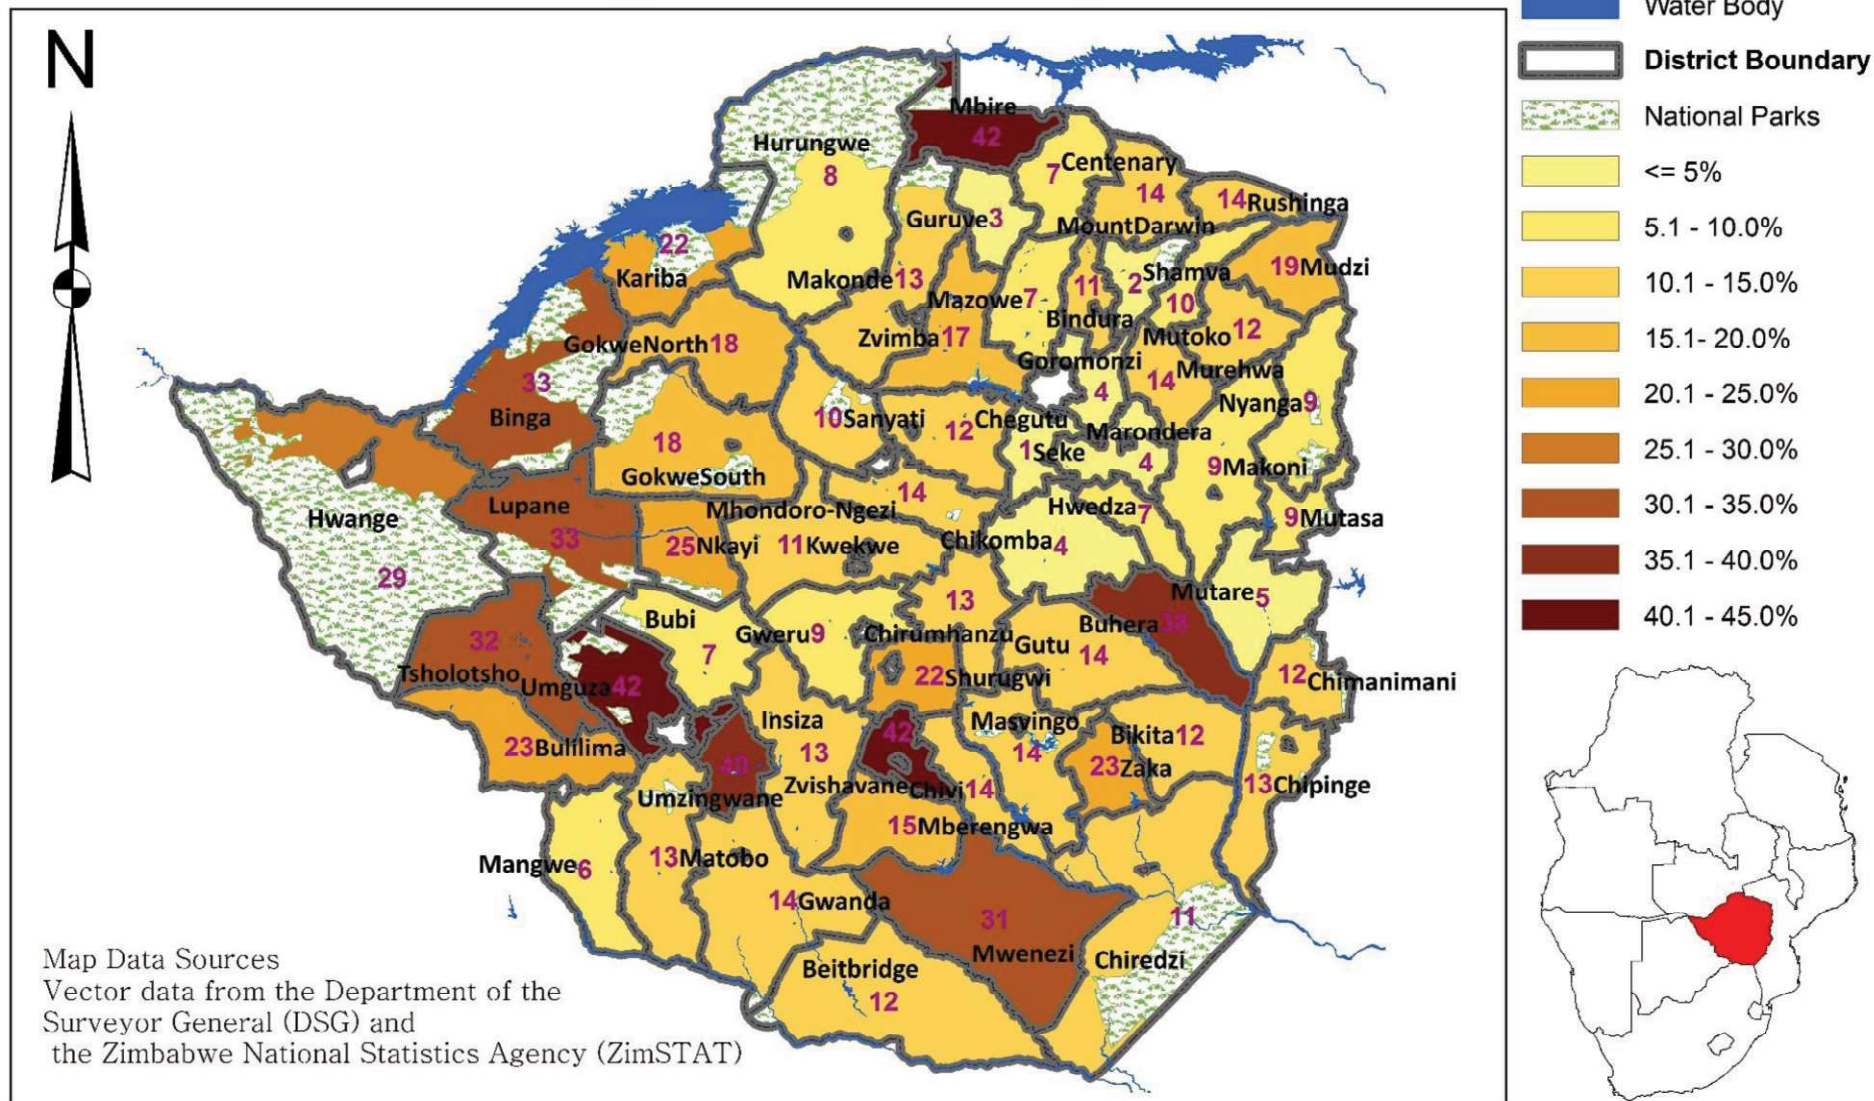 N
Mbire
42
Hurungwe
8
Centenary
7
14
14Rushinga
Guruve3
MountDarwin
22
Kariba
Makonde13
Mazowe7
11
2
Shamva
19Mudzi
10
Bindura
Mutoko
12
GokweNorth18
Zvimba17
Goromonzi
4
14
Murehwa
33
Binga
18
GokweSouth
10Sanyati
12
Chegutu
Nyanga9
Marondera
1Seke
4
9Makoni
Lupane
33
Hwange
29
Mhondoro-Ngezi
14
Hwedza7
9Mutasa
25Nkayi
11Kwekwe
Chikomba4
13
Mutare5
Bubi
7
Gweru9
Chirumhanzu
Gutu
14
Buhera38
32
Tsholotsho
Umguza42
22Shurugwi
12Chimanimani
23Bulilima
Insiza
13
42
Masvingo
14
Bikita12
23Zaka
40
Umzingwane
Zvishavane
Chivi14
13Chipinge
15Mberengwa
Mangwe6
13Matobo
14Gwanda
31
Mwenezi
11
Chiredzi
Beitbridge
12
Map Data Sources
Vector data from the Department of the
Surveyor General (DSG) and
the Zimbabwe National Statistics Agency (ZimSTAT)
Water Body
District Boundary
National Parks
<= 5%
5.1 - 10.0%
10.1 - 15.0%
15.1- 20.0%
20.1 - 25.0%
25.1 - 30.0%
30.1 - 35.0%
35.1 - 40.0%
40.1 - 45.0%